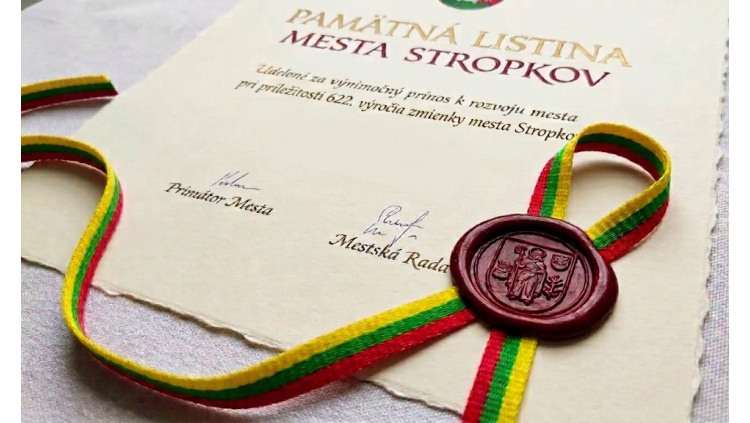 PAMÄTNÁ LISTINA
MESTA STROPKOV
Udelené za výnimočný prínos k rozvoju mesta
pri príležitosti 622. výročia zmienky mesta Stropko
Primátor Mesta
Mestská Rada